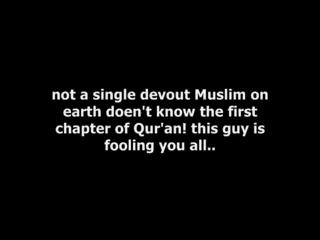 not a single devout Muslim on
earth doen't know the first
chapter of Qur'an! this guy is
fooling you all..